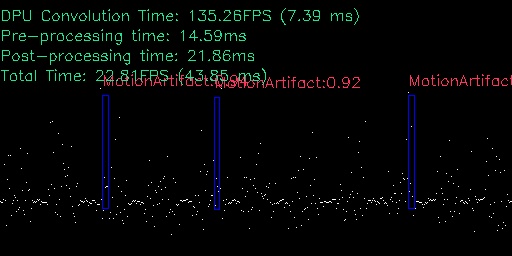 DPU Convolution Time: 135.26FPS (7.39 ms)
Pre-processing time: 14.59ms
Post-processing time: 21.86ms
Total Time: 22.81FPS (43.85 ms)
MotionArtifact:
MotionArtifact:0.92
MotionArtifact